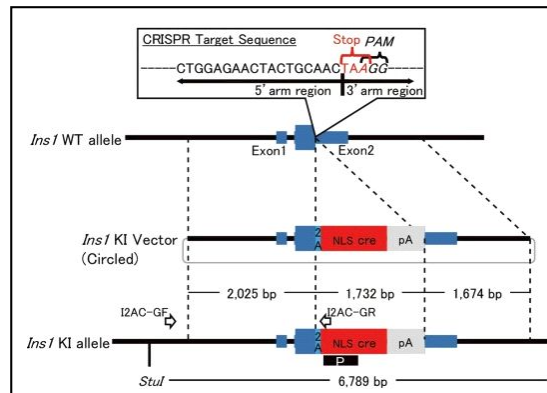 CRISPR Target Sequence
Stop PAM
-----CTGGAGAACTACTGCAACTAAGG-----
5' arm region 3' arm region
Ins1 WT allele
Exon1 Exon2
Ins1 KI Vector
(Circled)
2A NLS cre pA
2,025 bp 1,732 bp 1,674 bp
I2AC-GF I2AC-GR
Ins1 KI allele
2A NLS cre pA
P
StuI 6,789 bp